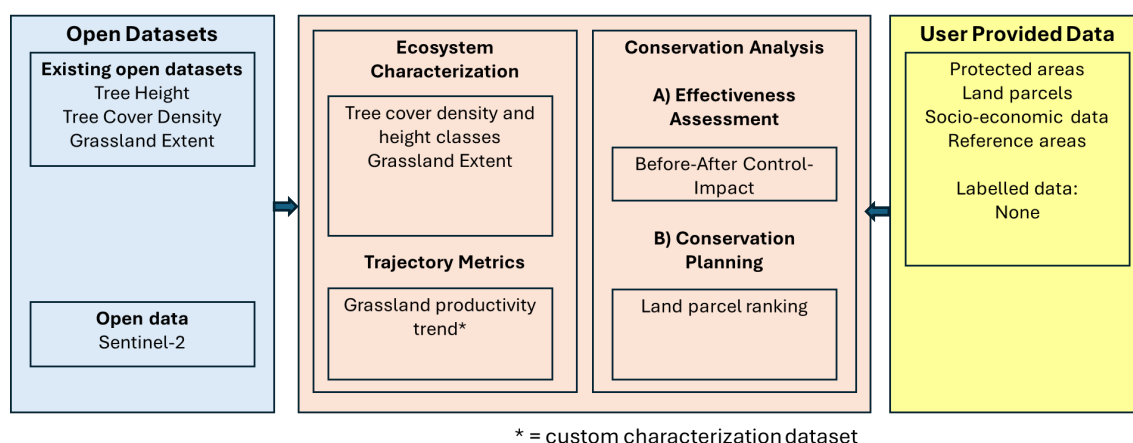 Open Datasets
Existing open datasets
Tree Height
Tree Cover Density
Grassland Extent
Open data
Sentinel-2
Ecosystem
Characterization
Tree cover density and
height classes
Grassland Extent
Trajectory Metrics
Grassland productivity
trend*
Conservation Analysis
A) Effectiveness
Assessment
Before-After Control-
Impact
B) Conservation
Planning
Land parcel ranking
User Provided Data
Protected areas
Land parcels
Socio-economic data
Reference areas
Labelled data:
None
* = custom characterization dataset